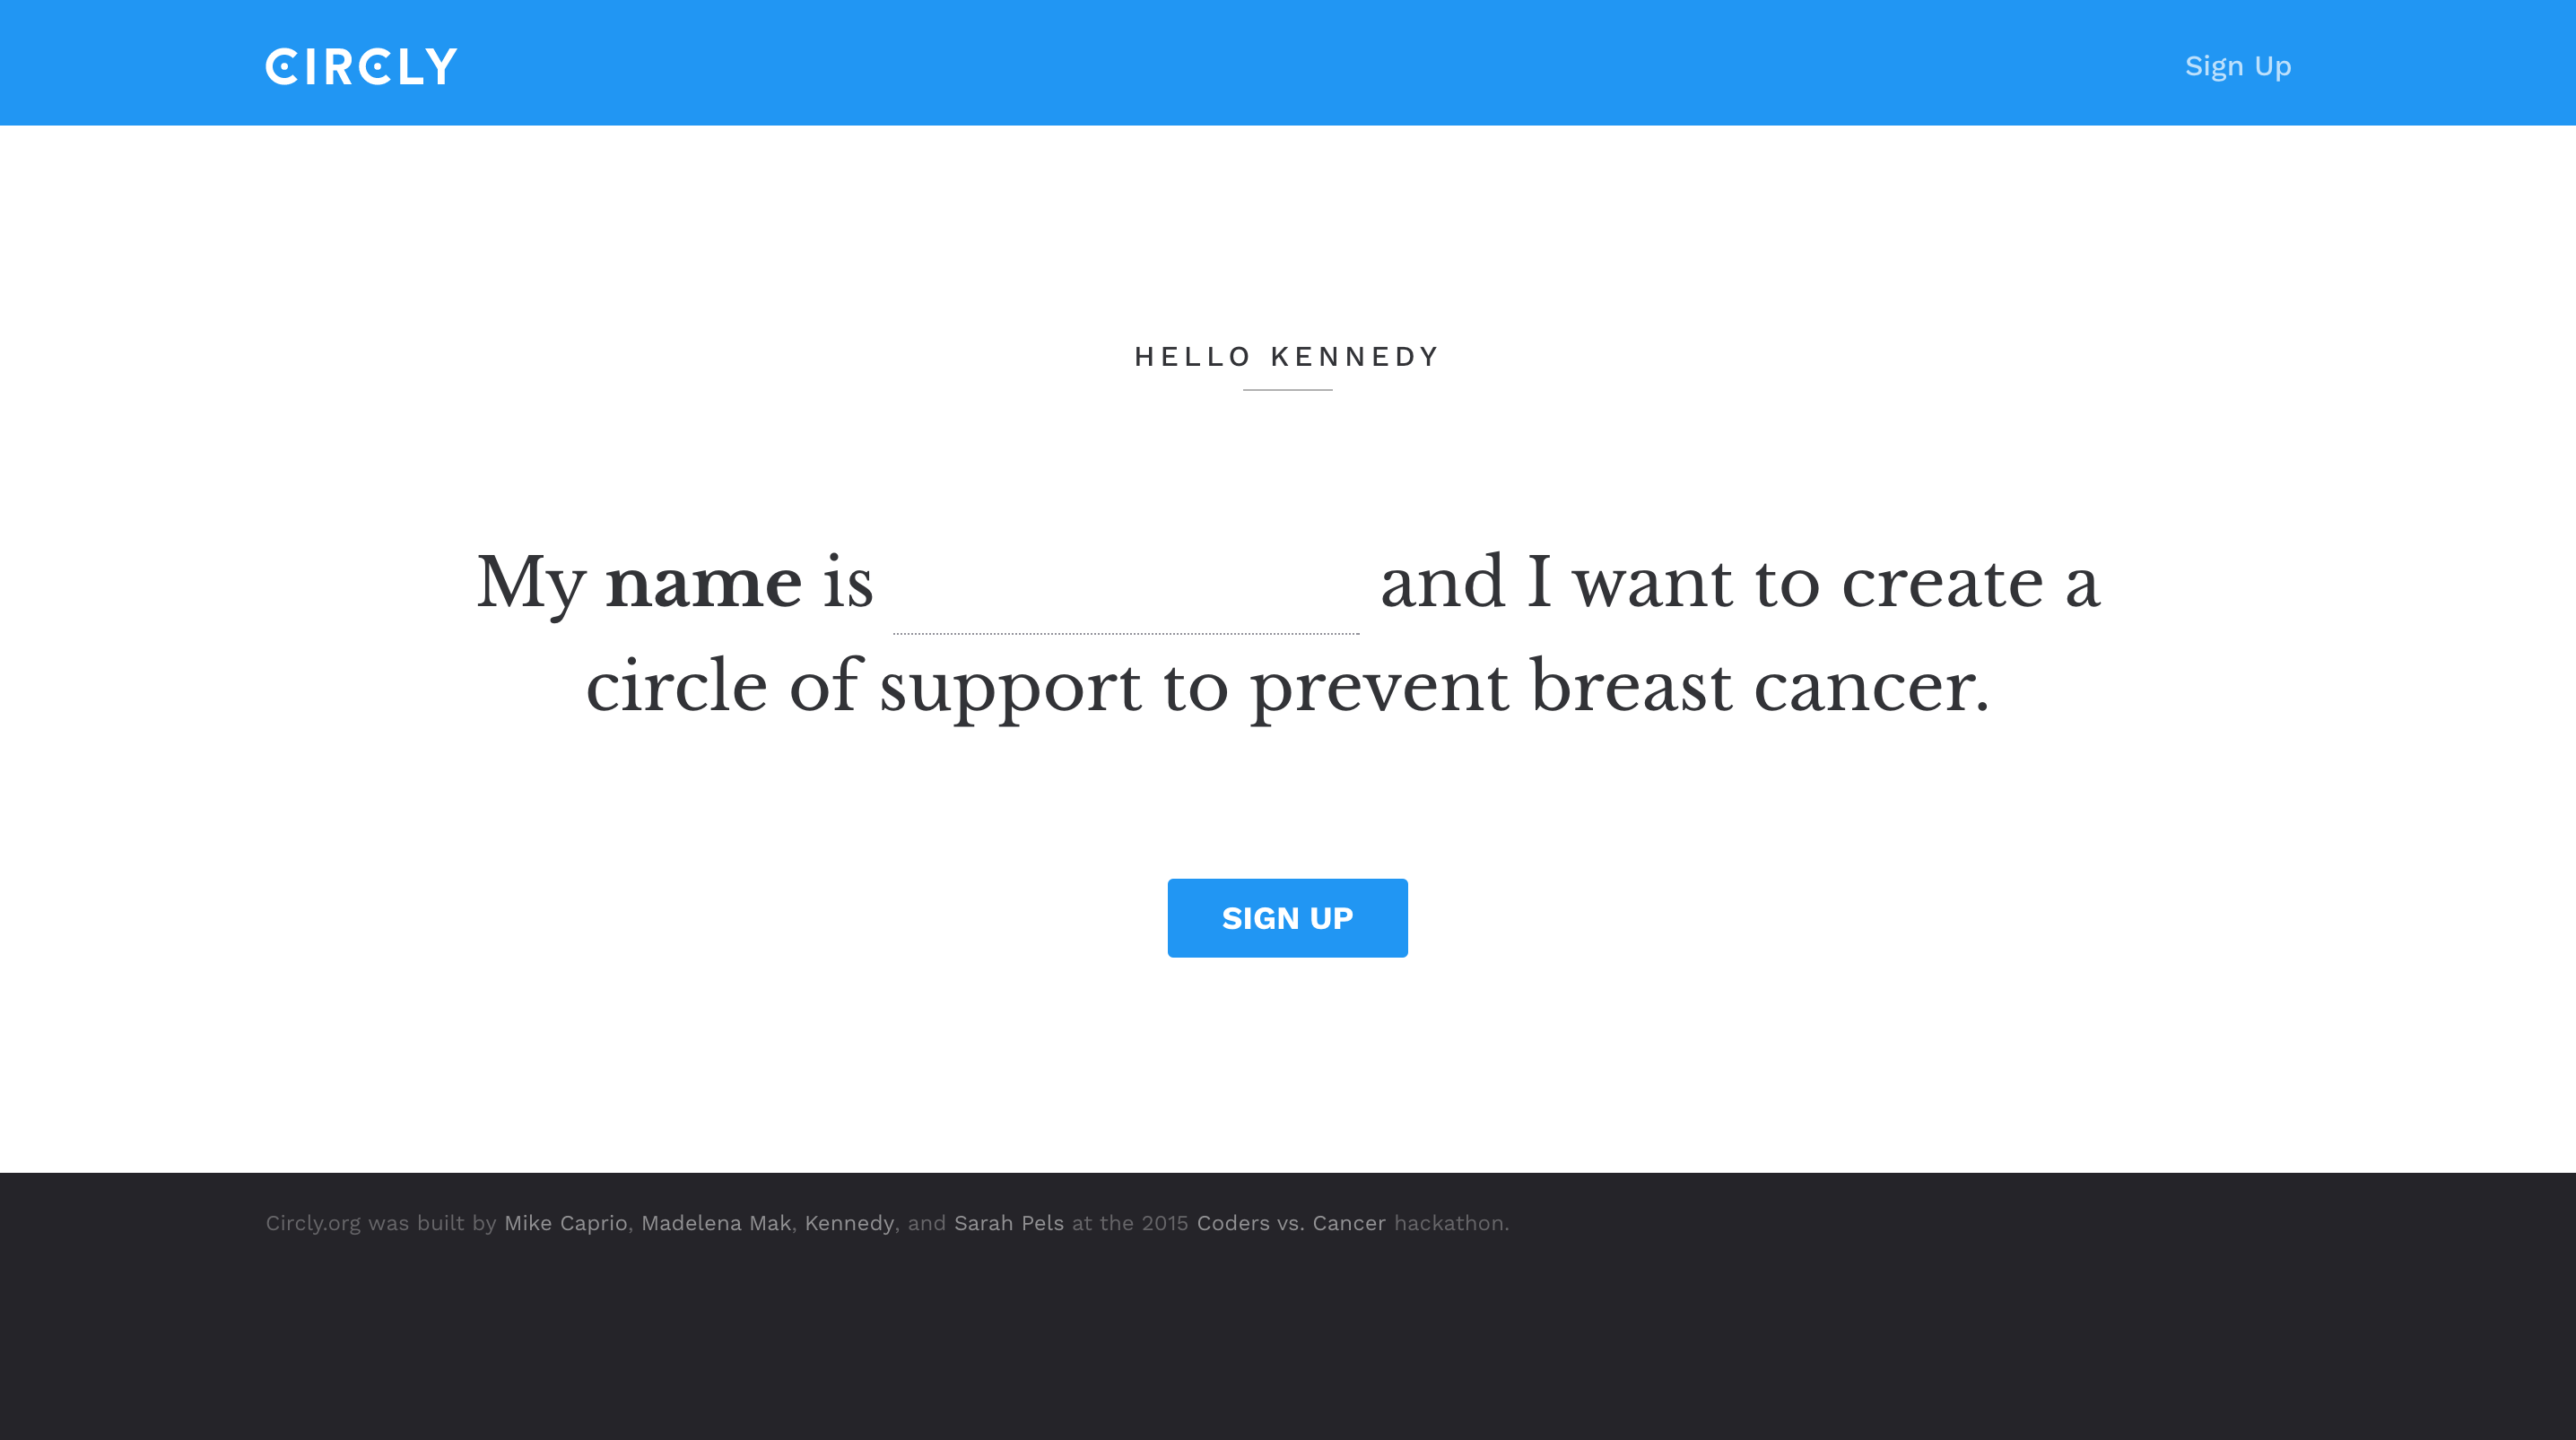 CIRCLY
Sign Up
HELLO KENNEDY
My name is and I want to create a
circle of support to prevent breast cancer.
SIGN UP
Circly.org was built by Mike Caprio, Madelena Mak, Kennedy, and Sarah Pels at the 2015 Coders vs. Cancer hackathon.